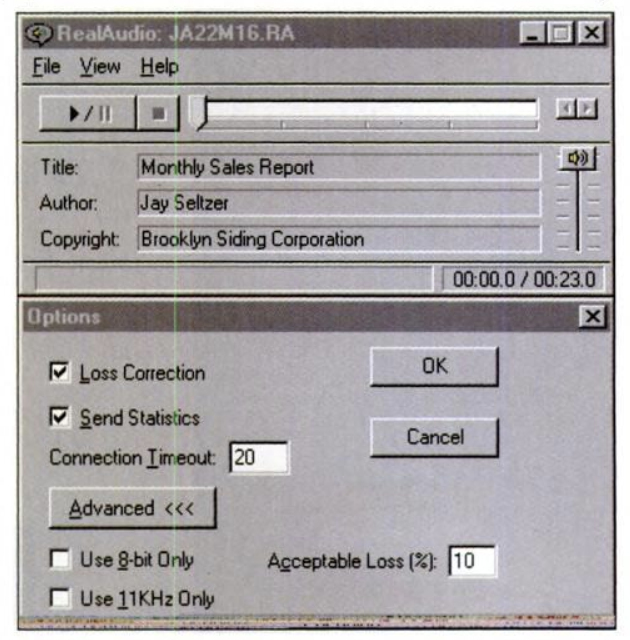 RealAudio: JA22M16.RA
File View Help
Title: Monthly Sales Report
Author: Jay Seltzer
Copyright: Brooklyn Siding Corporation
00:00.0 / 00:23.0
Options
Loss Correction
OK
Send Statistics
Cancel
Connection Timeout: 20
Advanced <<<
Use 8-bit Only
Acceptable Loss (%): 10
Use 11KHz Only